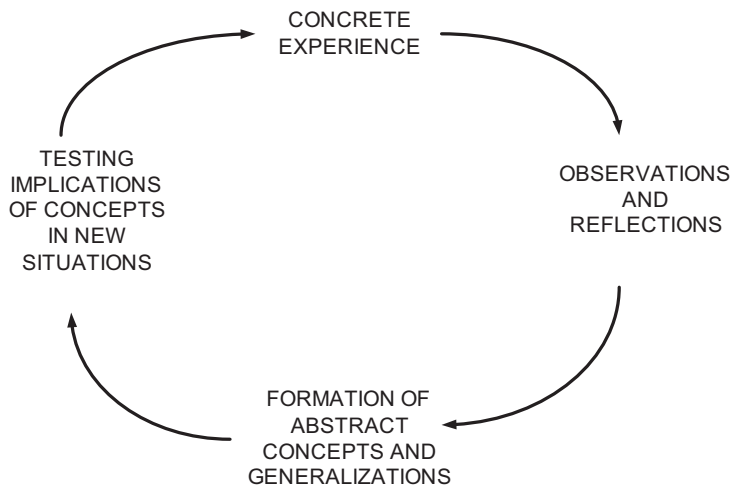 CONCRETE
EXPERIENCE
OBSERVATIONS
AND
REFLECTIONS
FORMATION OF
ABSTRACT
CONCEPTS AND
GENERALIZATIONS
TESTING
IMPLICATIONS
OF CONCEPTS
IN NEW
SITUATIONS